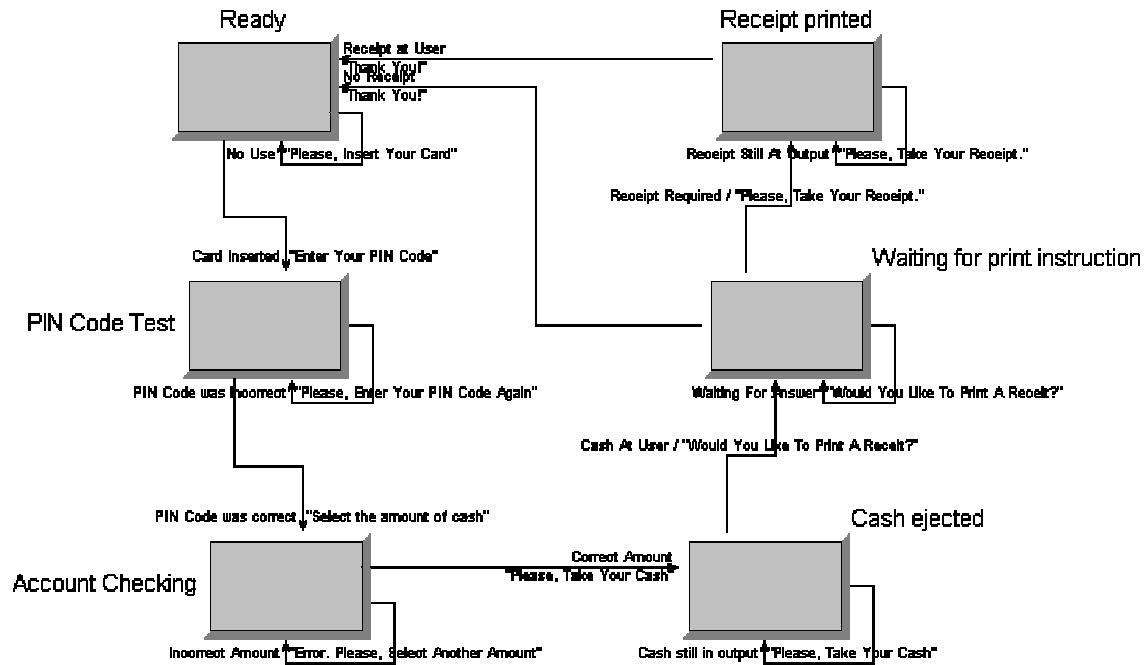 Ready
Receipt printed
Receipt at User
"Thank You!"
No Receipt
"Thank You!"
No Use "Please, Insert Your Card"
Receipt Still At Output "Please, Take Your Receipt."
Receipt Required / "Please, Take Your Receipt."
Card Inserted "Enter Your PIN Code"
Waiting for print instruction
PIN Code Test
PIN Code was Incorrect "Please, Enter Your PIN Code Again"
Waiting For Answer "Would You Like To Print A Receit?"
Cash At User / "Would You Like To Print A Receit?"
PIN Code was correct "Select the amount of cash"
Cash ejected
Correct Amount
"Please, Take Your Cash
Account Checking
Incorrect Amount "Error. Please, Select Another Amount"
Cash still in output "Please, Take Your Cash"